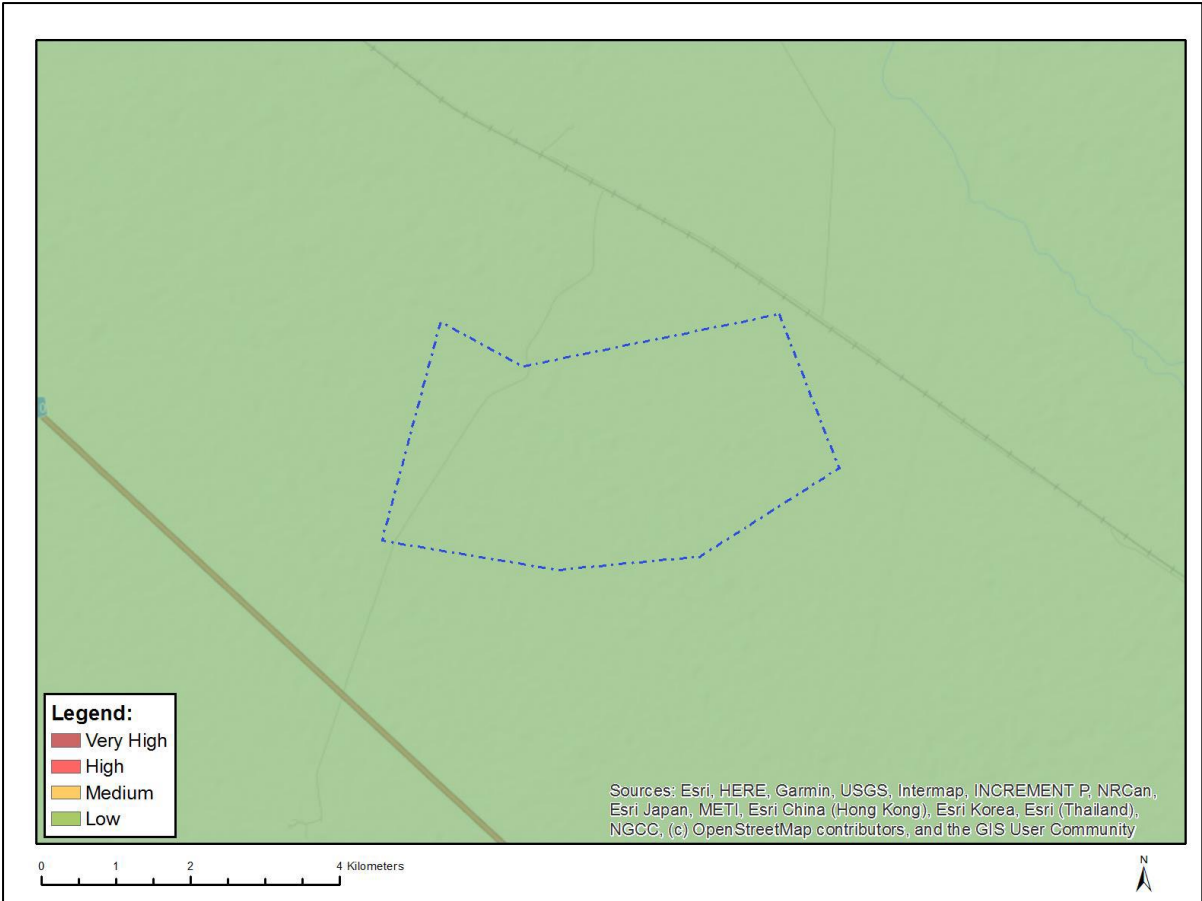 Legend:
Very High
High
Medium
Low
Sources: Esri, HERE, Garmin, USGS, Intermap, INCREMENT P, NRCan,
Esri Japan, METI, Esri China (Hong Kong), Esri Korea, Esri (Thailand),
NGCC, (c) OpenStreetMap contributors, and the GIS User Community
0 1 2 4 Kilometers
N